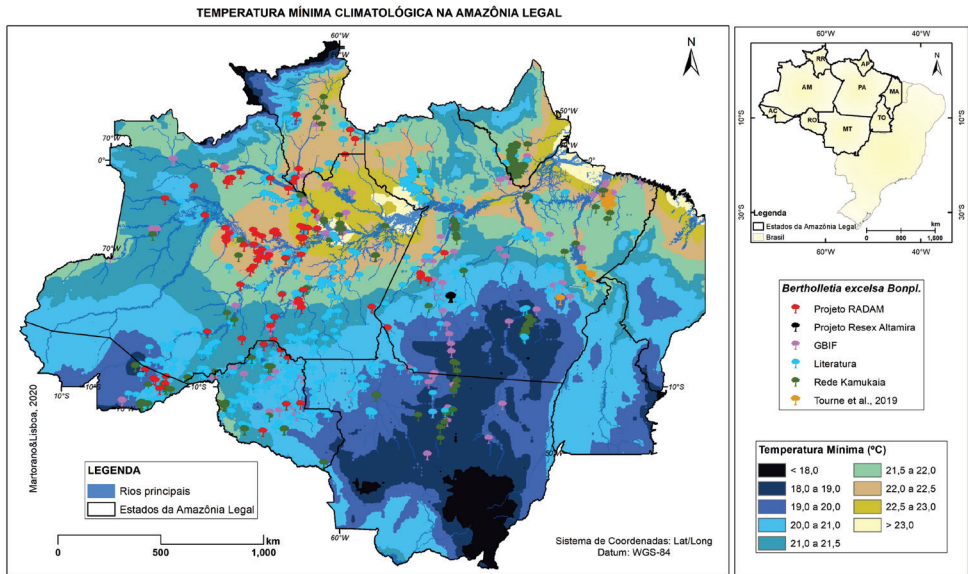 TEMPERATURA MÍNIMA CLIMATOLÓGICA NA AMAZÔNIA LEGAL
60°W
N
50°W
70°W
0°
0°
70°W
10°S
10°S
70°W
10°S
10°S
50°W
60°W
Martorano&Lisboa, 2020
LEGENDA
Rios principais
Estados da Amazônia Legal
km
0 500 1,000
Sistema de Coordenadas: Lat/Long
Datum: WGS-84
60°W 40°W
N
RR
AP
AM
PA
MA
AC
RO
TO
MT
10°S
10°S
30°S
30°S
Legenda
Estados da Amazônia Legal
Brasil
km
0 800 1,600
60°W 40°W
Bertholletia excelsa Bonpl.
Projeto RADAM
Projeto Resex Altamira
GBIF
Literatura
Rede Kamukaia
Tourne et al., 2019
Temperatura Mínima (ºC)
< 18,0
18,0 a 19,0
19,0 a 20,0
20,0 a 21,0
21,0 a 21,5
21,5 a 22,0
22,0 a 22,5
22,5 a 23,0
> 23,0